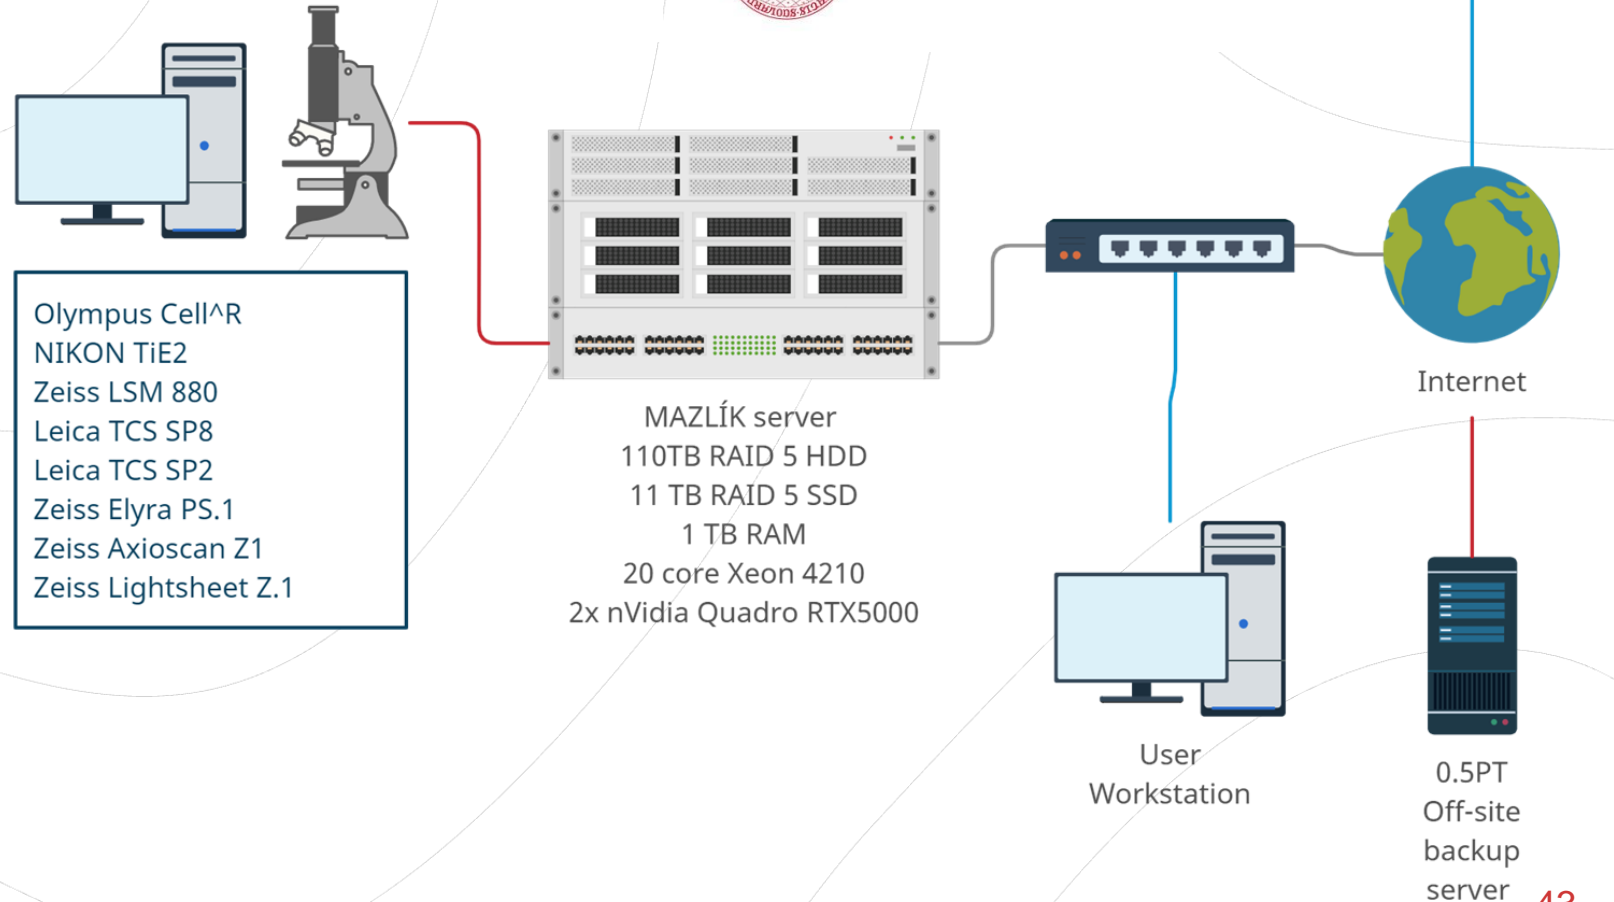 Olympus Cell^R
NIKON TiE2
Zeiss LSM 880
Leica TCS SP8
Leica TCS SP2
Zeiss Elyra PS.1
Zeiss Axioscan Z1
Zeiss Lightsheet Z.1
MAZLÍK server
110TB RAID 5 HDD
11 TB RAID 5 SSD
1 TB RAM
20 core Xeon 4210
2x nVidia Quadro RTX5000
Internet
User
Workstation
0.5PT
Off-site
backup
server